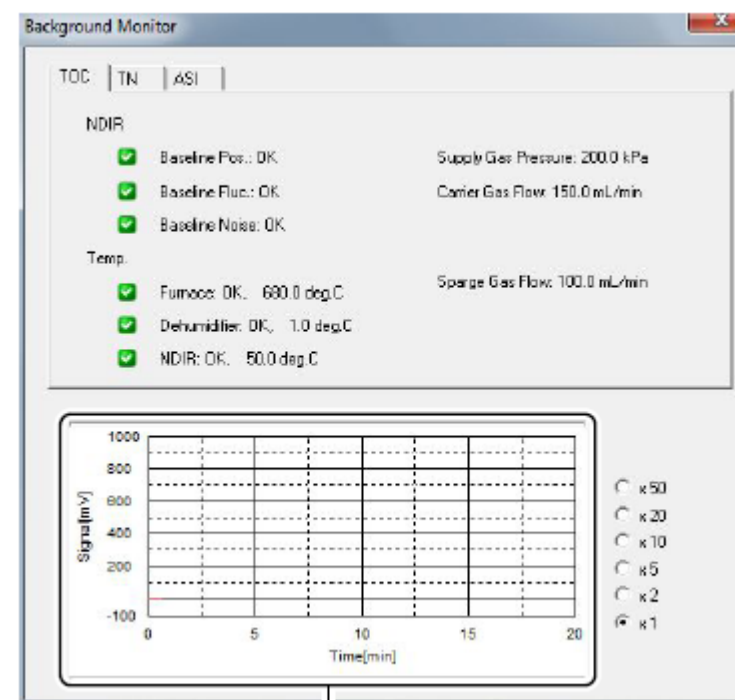 Background Monitor
TOC TN ASI
NDIR
Baseline Pos.: OK Supply Gas Pressure: 200.0 kPa
Baseline Fluc.: OK Carrier Gas Flow: 150.0 mL/min
Baseline Noise: OK
Temp.
Furnace: OK, 680.0 deg.C Sparge Gas Flow: 100.0 mL/min
Dehumidifier: OK, 1.0 deg.C
NDIR: OK, 50.0 deg.C
1000
800
600
400
200
-100
Signal[mV]
0 5 10 15 20
Time[min]
x50
x20
x10
x5
x2
x1